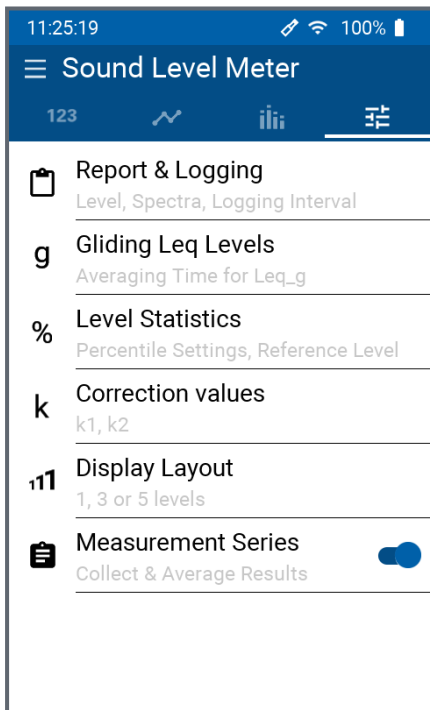 11:25:19 100%
Sound Level Meter
123
Report & Logging
Level, Spectra, Logging Interval
g Gliding Leq Levels
Averaging Time for Leq_g
% Level Statistics
Percentile Settings, Reference Level
k Correction values
k1, k2
111 Display Layout
1, 3 or 5 levels
Measurement Series
Collect & Average Results